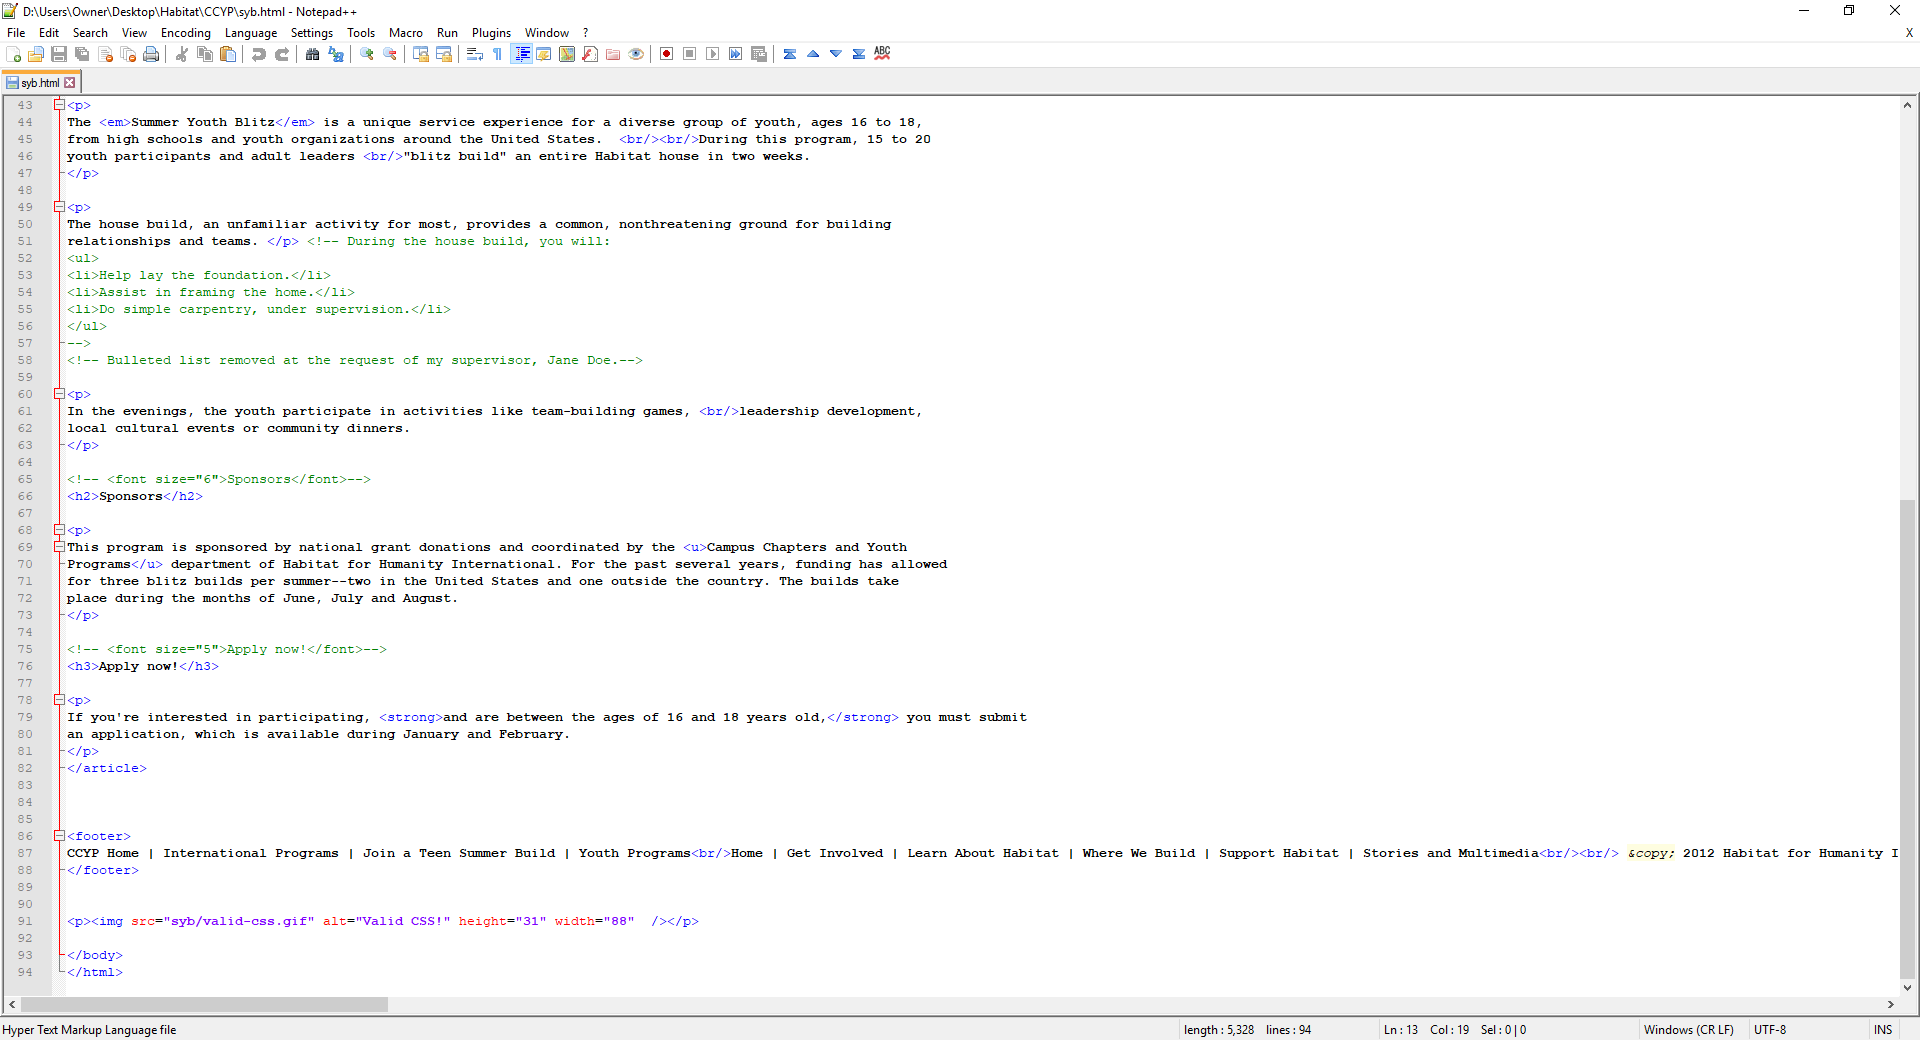 D:\Users\Owner\Desktop\Habitat\CCYP\syb.html - Notepad++
File Edit Search View Encoding Language Settings Tools Macro Run Plugins Window ? X
ABC
syb.html
43 <p>
44 The <em>Summer Youth Blitz</em> is a unique service experience for a diverse group of youth, ages 16 to 18,
45 from high schools and youth organizations around the United States.  <br/><br/>During this program, 15 to 20
46 youth participants and adult leaders <br/>"blitz build" an entire Habitat house in two weeks.
47 </p>
48
49 <p>
50 The house build, an unfamiliar activity for most, provides a common, nonthreatening ground for building
51 relationships and teams. </p> <!-- During the house build, you will:
52 <ul>
53 <li>Help lay the foundation.</li>
54 <li>Assist in framing the home.</li>
55 <li>Do simple carpentry, under supervision.</li>
56 </ul>
57 -->
58 <!-- Bulleted list removed at the request of my supervisor, Jane Doe.-->
59
60 <p>
61 In the evenings, the youth participate in activities like team-building games, <br/>leadership development,
62 local cultural events or community dinners.
63 </p>
64
65 <!-- <font size="6">Sponsors</font>-->
66 <h2>Sponsors</h2>
67
68 <p>
69 This program is sponsored by national grant donations and coordinated by the <u>Campus Chapters and Youth
70 Programs</u> department of Habitat for Humanity International. For the past several years, funding has allowed
71 for three blitz builds per summer--two in the United States and one outside the country. The builds take
72 place during the months of June, July and August.
73 </p>
74
75 <!-- <font size="5">Apply now!</font>-->
76 <h3>Apply now!</h3>
77
78 <p>
79 If you're interested in participating, <strong>and are between the ages of 16 and 18 years old,</strong> you must submit
80 an application, which is available during January and February.
81 </p>
82 </article>
83
84
85
86 <footer>
87 CCYP Home | International Programs | Join a Teen Summer Build | Youth Programs<br/>Home | Get Involved | Learn About Habitat | Where We Build | Support Habitat | Stories and Multimedia<br/><br/> &copy; 2012 Habitat for Humanity I
88 </footer>
89
90
91 <p><img src="syb/valid-css.gif" alt="Valid CSS!" height="31" width="88"  /></p>
92
93 </body>
94 </html>
Hyper Text Markup Language file length : 5,328 lines : 94 Ln : 13 Col : 19 Sel : 0 | 0 Windows (CR LF) UTF-8 INS